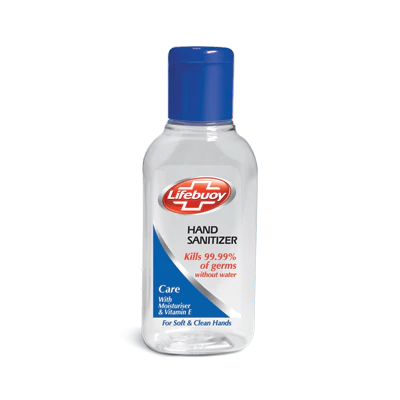 Lifebuoy
HAND
SANITIZER
Kills 99.99%
of germs
without water
Care
With
Moisturiser
& Vitamin E
For Soft & Clean Hands